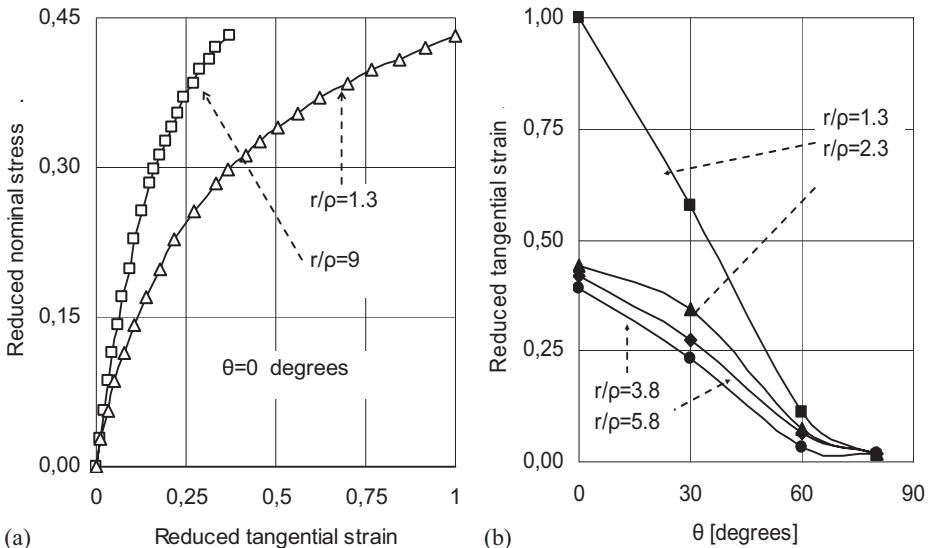 Reduced nominal stress
0,45
0,30
0,15
0,00
r/ρ=1.3
r/ρ=9
θ=0 degrees
0
0,25
0,5
0,75
1
(a)
Reduced tangential strain
Reduced tangential strain
1,00
0,75
0,50
0,25
0,00
r/ρ=1.3
r/ρ=2.3
r/ρ=3.8
r/ρ=5.8
0
30
60
90
(b)
θ [degrees]